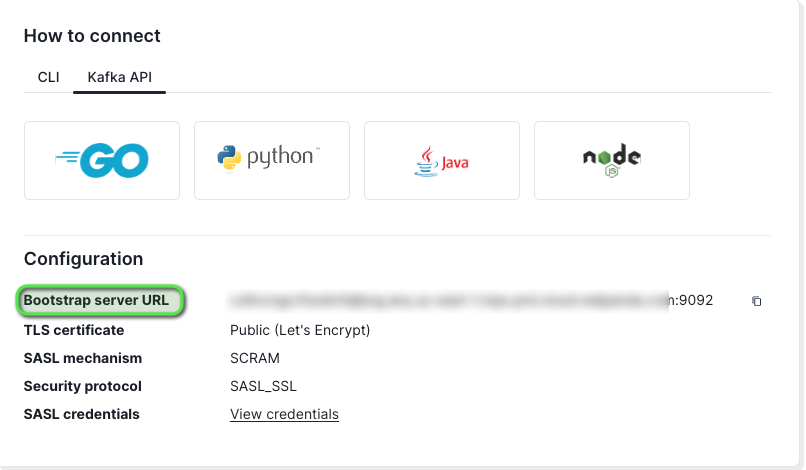 How to connect
CLI Kafka API
GO python™ Java node JS
Configuration
Bootstrap server URL :9092
TLS certificate Public (Let's Encrypt)
SASL mechanism SCRAM
Security protocol SASL_SSL
SASL credentials View credentials